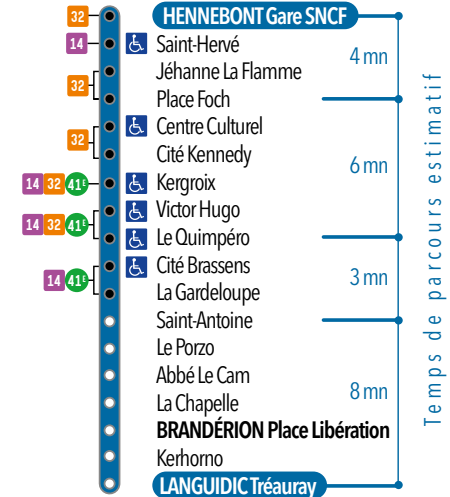 32 HENNEBONT Gare SNCF
14 Saint-Hervé
4 mn
Jéhanne La Flamme
32
Place Foch
Centre Culturel
32
Cité Kennedy
6 mn
14 32 41E Kergroix
Victor Hugo
14 32 41E
Le Quimpéro
Cité Brassens
14 41E
3 mn
La Gardeloupe
Saint-Antoine
Le Porzo
Abbé Le Cam
8 mn
La Chapelle
BRANDÉRION Place Libération
Kerhorno
LANGUIDIC Tréauray
Temps de parcours estimatif